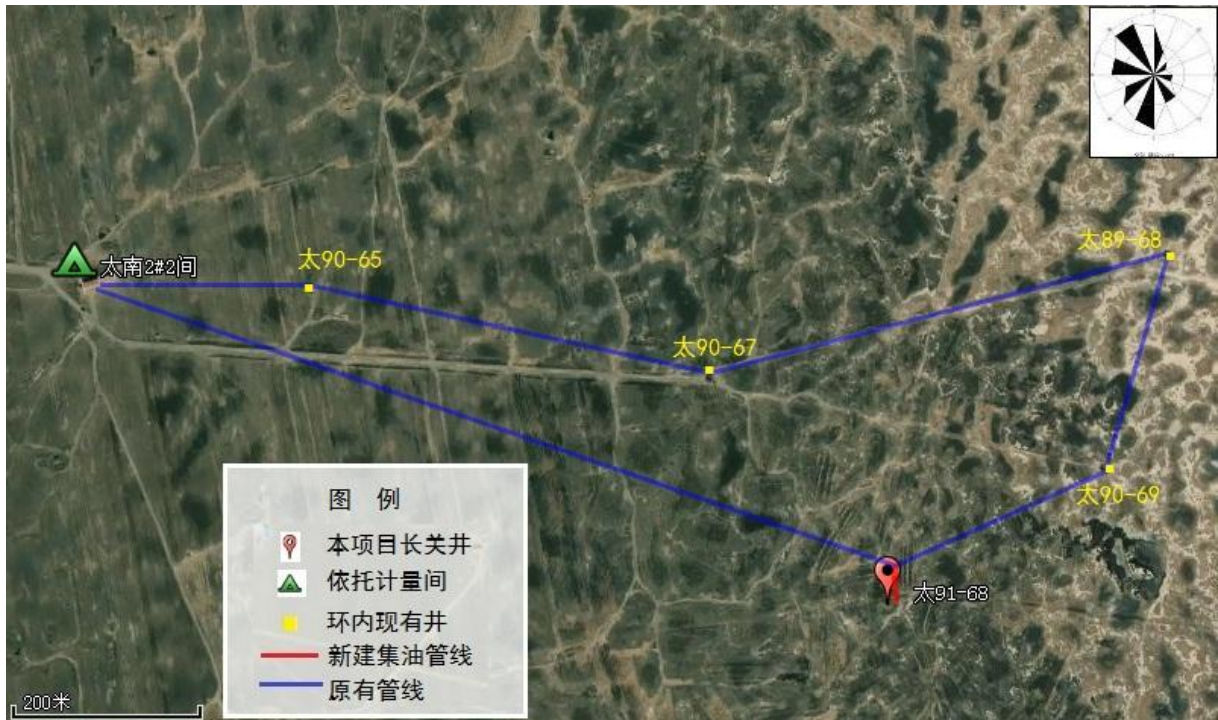 太89-68
太90-65
太南2#2间
太90-67
太90-69
太91-68
图 例
本项目长关井
依托计量间
环内现有井
新建集油管线
原有管线
200米